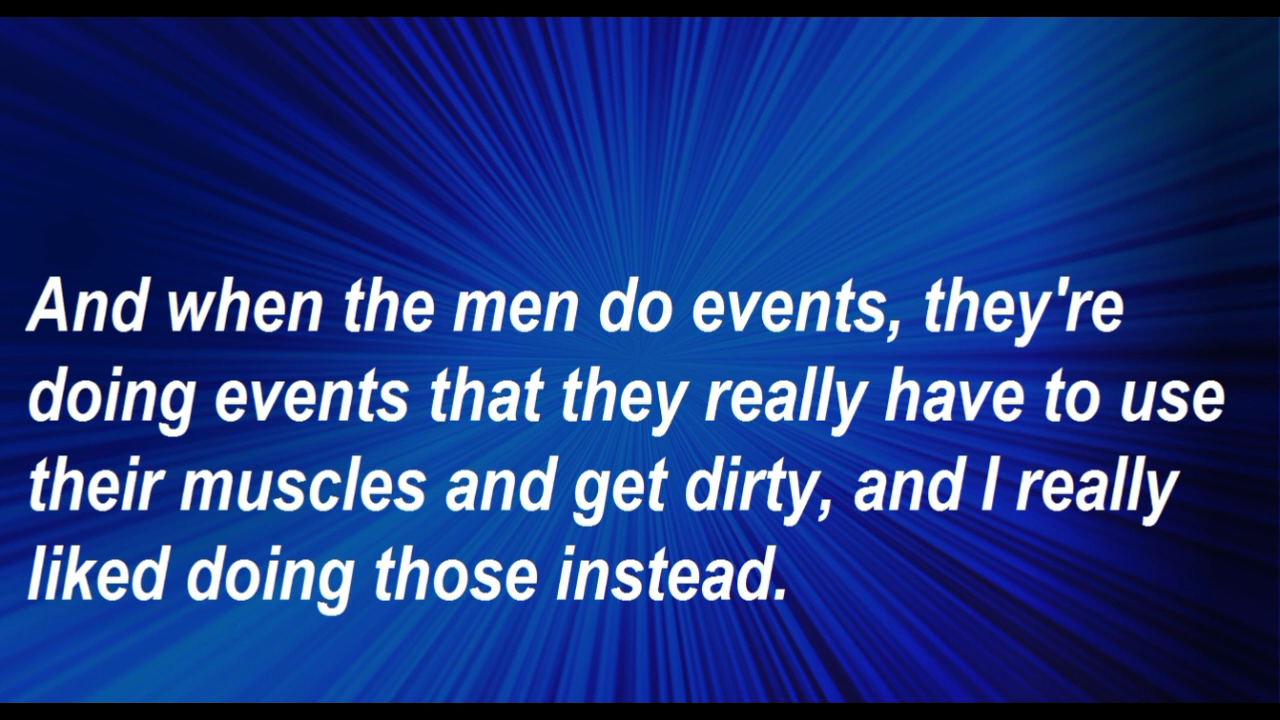 And when the men do events, they're
doing events that they really have to use
their muscles and get dirty, and I really
liked doing those instead.